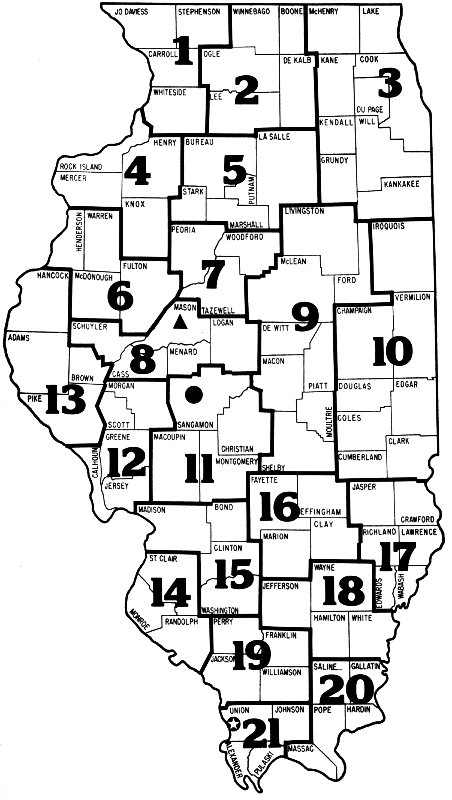 JO DAVIESS STEPHENSON WINNEBAGO BOONE McHENRY LAKE
1
CARROLL OGLE DE KALB KANE COOK
2 3
WHITESIDE LEE
DU PAGE
KENDALL WILL
HENRY BUREAU LA SALLE
GRUNDY
4 5
ROCK ISLAND
MERCER
STARK PUTNAM KANKAKEE
KNOX
LIVINGSTON
HENDERSON WARREN MARSHALL
PEORIA IROQUOIS
WOODFORD
McLEAN
HANCOCK McDONOUGH FULTON
7 FORD
6
VERMILION
MASON TAZEWELL
CHAMPAIGN
9
SCHUYLER LOGAN
DE WITT
ADAMS
MENARD 10
8
MACON
CASS
BROWN
MORGAN PIATT DOUGLAS EDGAR
PIKE 13
MOULTRIE
COLES
SCOTT SANGAMON
GREENE MACOUPIN CLARK
CHRISTIAN
CALHOUN 12 11 CUMBERLAND
MONTGOMERY
SHELBY
JERSEY FAYETTE JASPER
16
MADISON BOND EFFINGHAM CRAWFORD
CLAY
MARION RICHLAND LAWRENCE
CLINTON 17
ST CLAIR
15 WAYNE
14 EDWARDS WABASH
JEFFERSON 18
WASHINGTON
MONROE RANDOLPH PERRY HAMILTON WHITE
FRANKLIN
19
JACKSON SALINE GALLATIN
WILLIAMSON
20
UNION JOHNSON POPE HARDIN
21
ALEXANDER PULASKI MASSAC